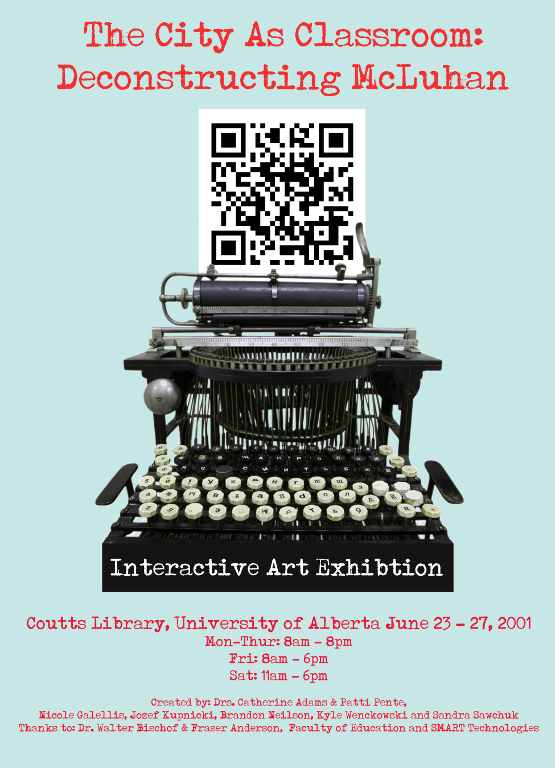 The City As Classroom:
Deconstructing McLuhan
Interactive Art Exhibtion
Coutts Library, University of Alberta June 23 – 27, 2001
Mon-Thur: 8am – 8pm
Fri: 8am – 6pm
Sat: 11am – 6pm
Created by: Drs. Catherine Adams & Patti Pente,
Nicole Galellis, Jozef Kupnicki, Brandon Neilson, Kyle Wenckowski and Sandra Sawchuk
Thanks to: Dr. Walter Bischof & Fraser Anderson, Faculty of Education and SMART Technologies